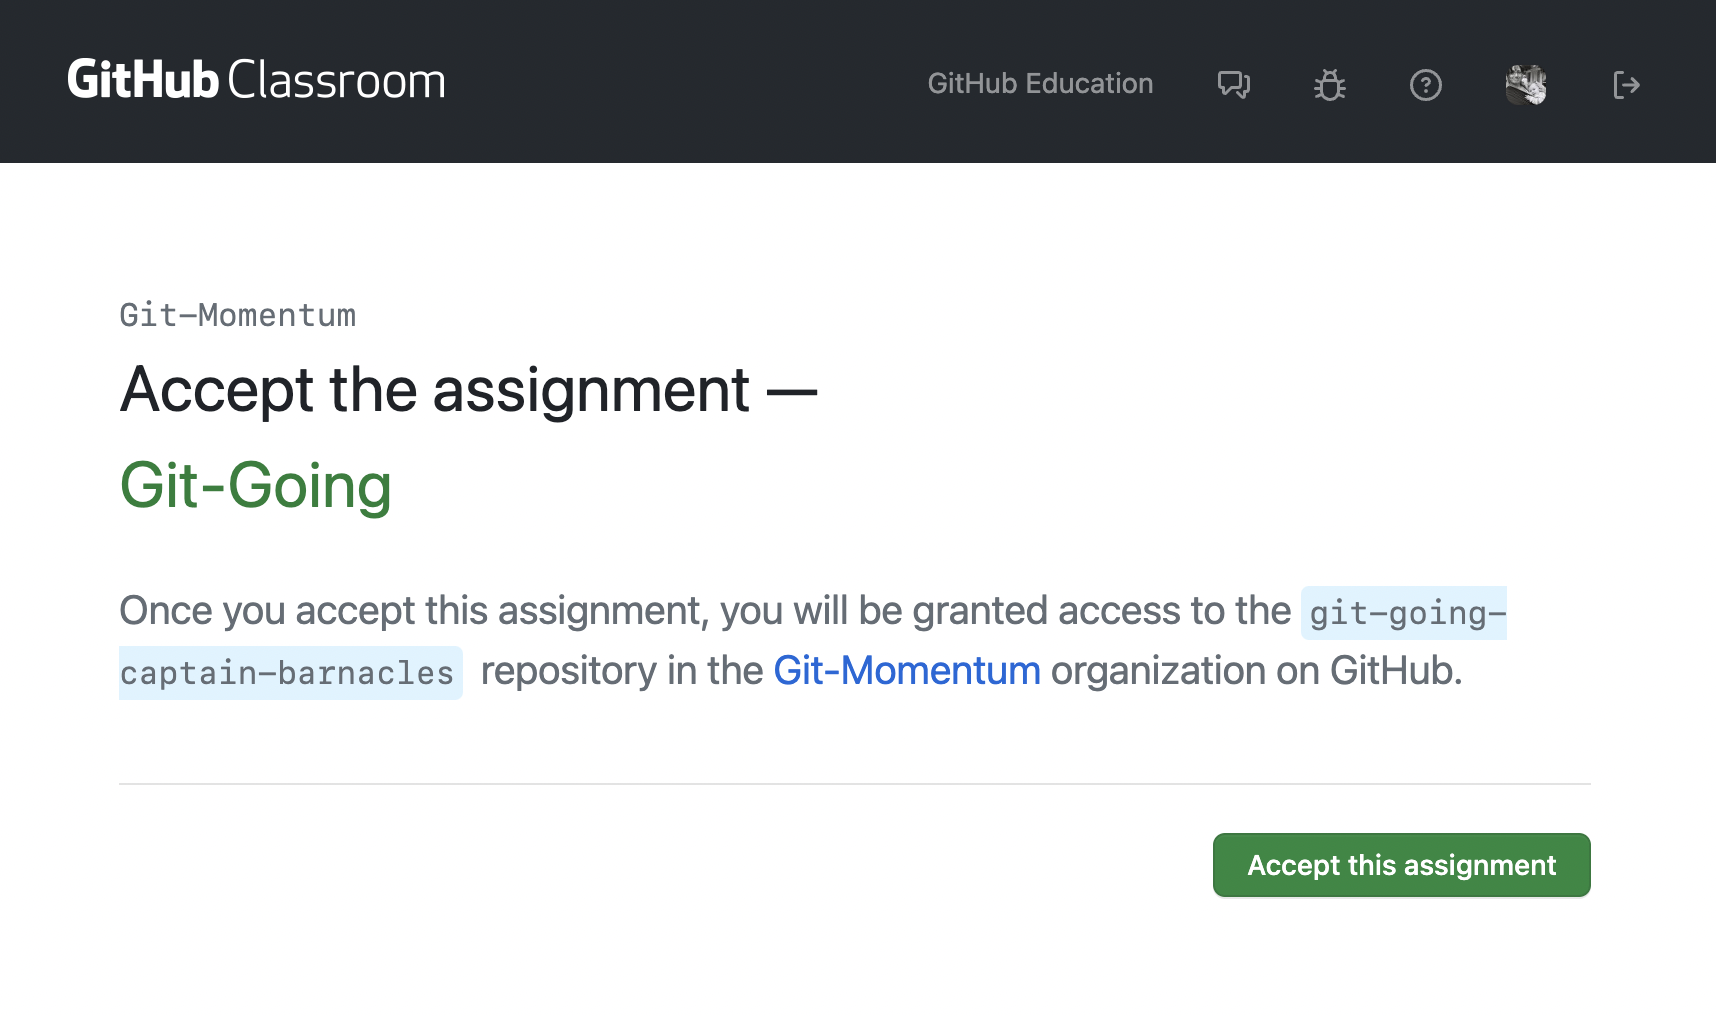 GitHub Classroom
GitHub Education
Git-Momentum
Accept the assignment —
Git-Going
Once you accept this assignment, you will be granted access to the git-going-
captain-barnacles repository in the Git-Momentum organization on GitHub.
Accept this assignment